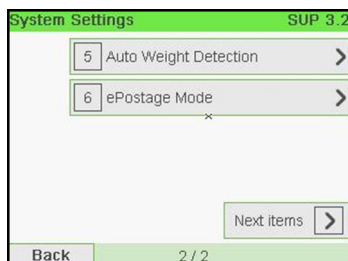 System Settings SUP 3.2
5 Auto Weight Detection
6 ePostage Mode
Next items
Back 2/2